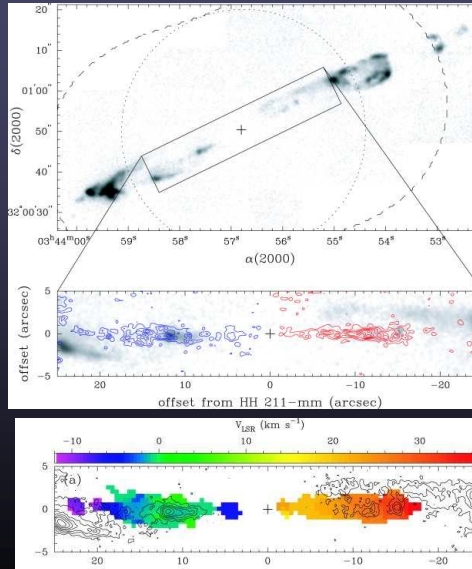 20"
10"
01'00"
50"
40"
32°00'30"
δ(2000)
03ʰ44ᵐ00ˢ 59ˢ 58ˢ 57ˢ 56ˢ 55ˢ 54ˢ 53ˢ 52
α(2000)
offset (arcsec)
5
0
-5
20 10 0 -10 -20
offset from HH 211-mm (arcsec)
V_LSR (km s⁻¹)
-10 0 10 20 30
5
0
-5
(a)
20 10 0 -10 -20